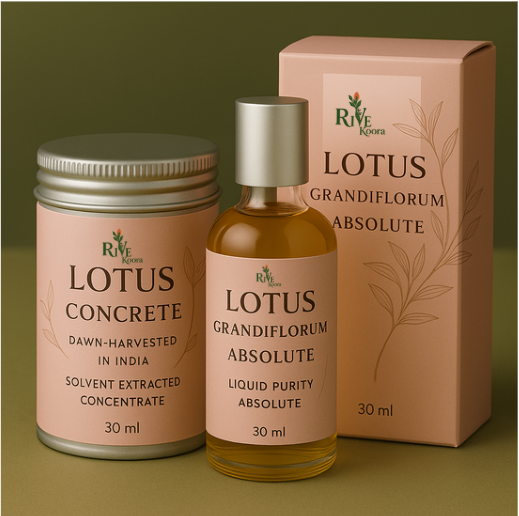 RIVE
Koora
LOTUS
CONCRETE
DAWN-HARVESTED
IN INDIA
SOLVENT EXTRACTED
CONCENTRATE
30 ml
RIVE
Koora
LOTUS
GRANDIFLORUM
ABSOLUTE
LIQUID PURITY
ABSOLUTE
30 ml
RIVE
Koora
LOTUS
GRANDIFLORUM
ABSOLUTE
30 ml